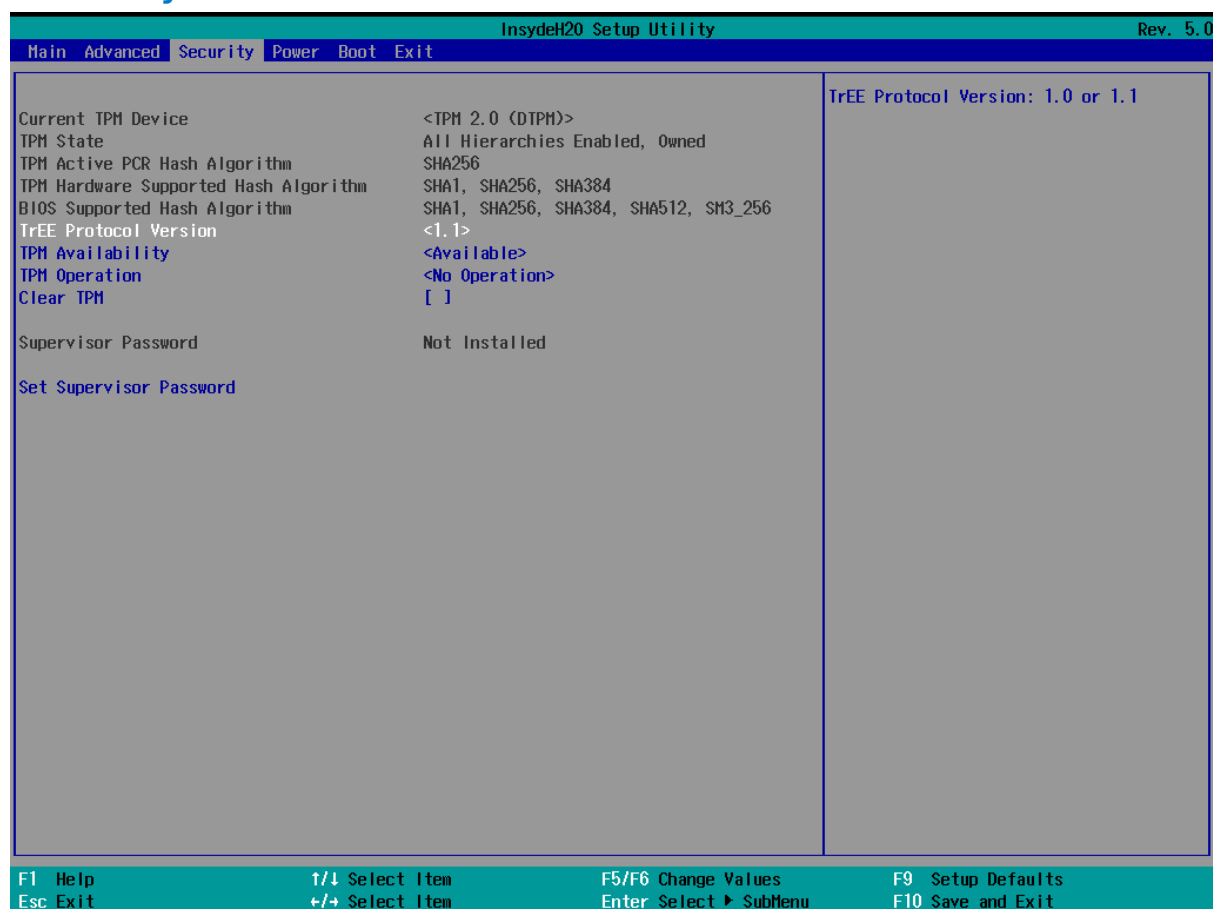 InsydeH20 Setup Utility Rev. 5.0
Main Advanced Security Power Boot Exit
TrEE Protocol Version: 1.0 or 1.1
Current TPM Device <TPM 2.0 (DTPM)>
TPM State All Hierarchies Enabled, Owned
TPM Active PCR Hash Algorithm SHA256
TPM Hardware Supported Hash Algorithm SHA1, SHA256, SHA384
BIOS Supported Hash Algorithm SHA1, SHA256, SHA384, SHA512, SM3_256
TrEE Protocol Version <1.1>
TPM Availability <Available>
TPM Operation <No Operation>
Clear TPM [ ]
Supervisor Password Not Installed
Set Supervisor Password
F1 Help ↑/↓ Select Item F5/F6 Change Values F9 Setup Defaults
Esc Exit ←/→ Select Item Enter Select ▶ SubMenu F10 Save and Exit